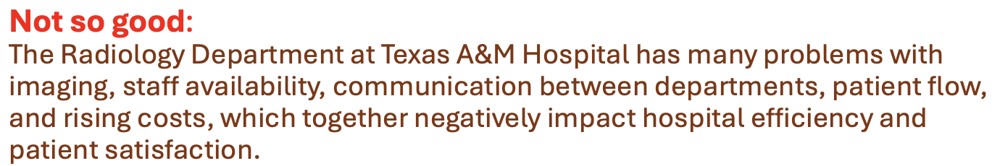 Not so good:
The Radiology Department at Texas A&M Hospital has many problems with
imaging, staff availability, communication between departments, patient flow,
and rising costs, which together negatively impact hospital efficiency and
patient satisfaction.